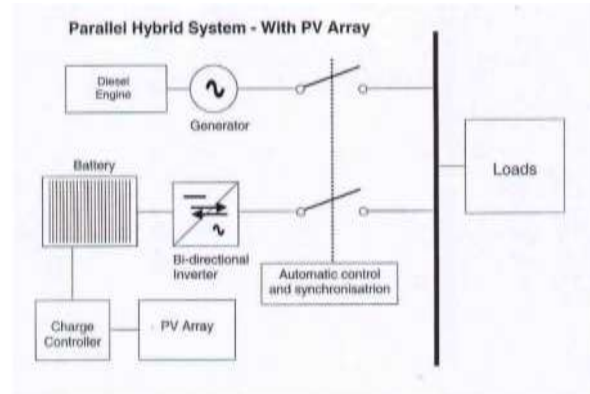 Parallel Hybrid System - With PV Array
Diesel
Engine
Generator
Battery
Loads
Bi-directional
Inverter
Automatic control
and synchronisatrion
Charge
Controller
PV Array